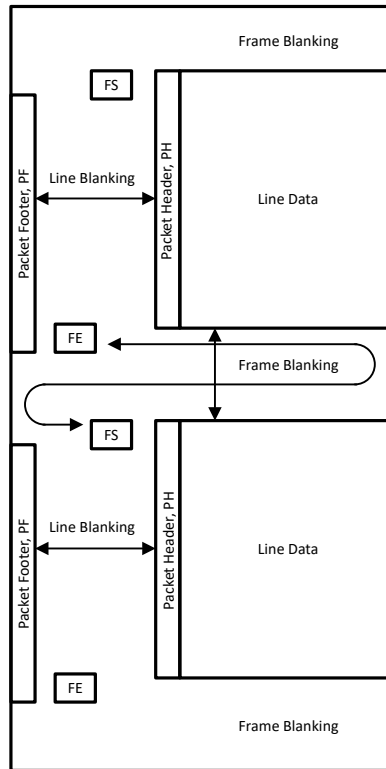 Frame Blanking
FS
Packet Footer, PF
Line Blanking
Packet Header, PH
Line Data
FE
Frame Blanking
FS
Packet Footer, PF
Line Blanking
Packet Header, PH
Line Data
FE
Frame Blanking